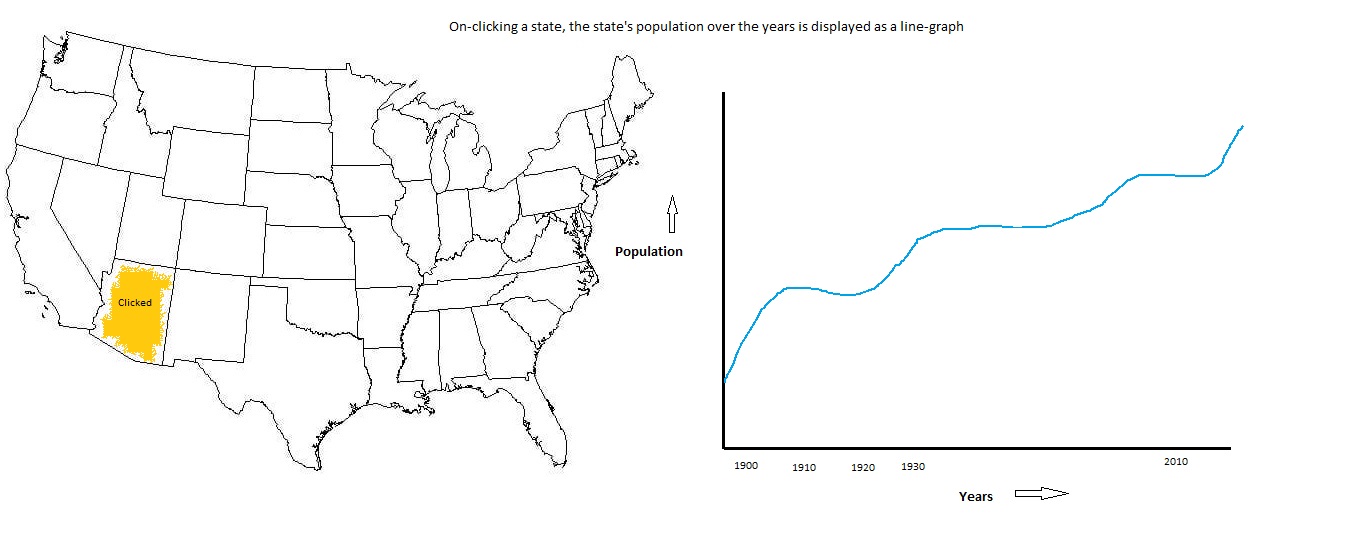 On-clicking a state, the state's population over the years is displayed as a line-graph
Clicked
Population
1900 1910 1920 1930 2010
Years